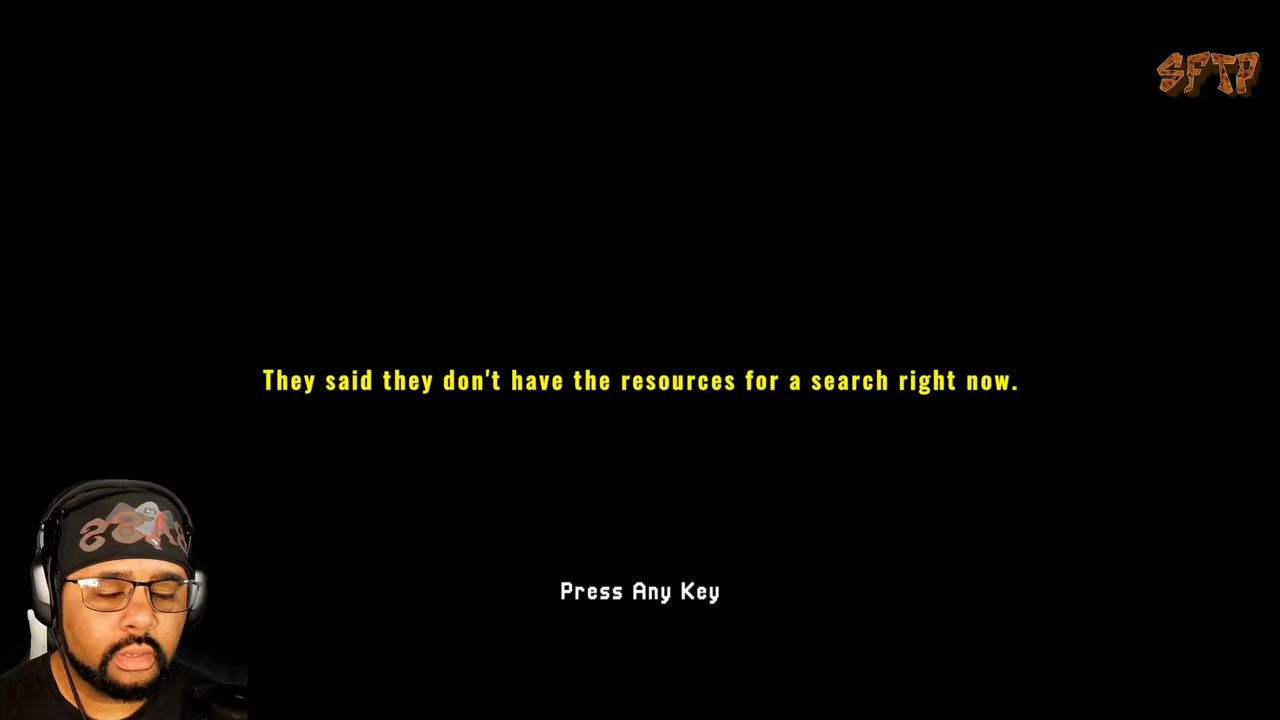 SFTP
They said they don't have the resources for a search right now.
Press Any Key